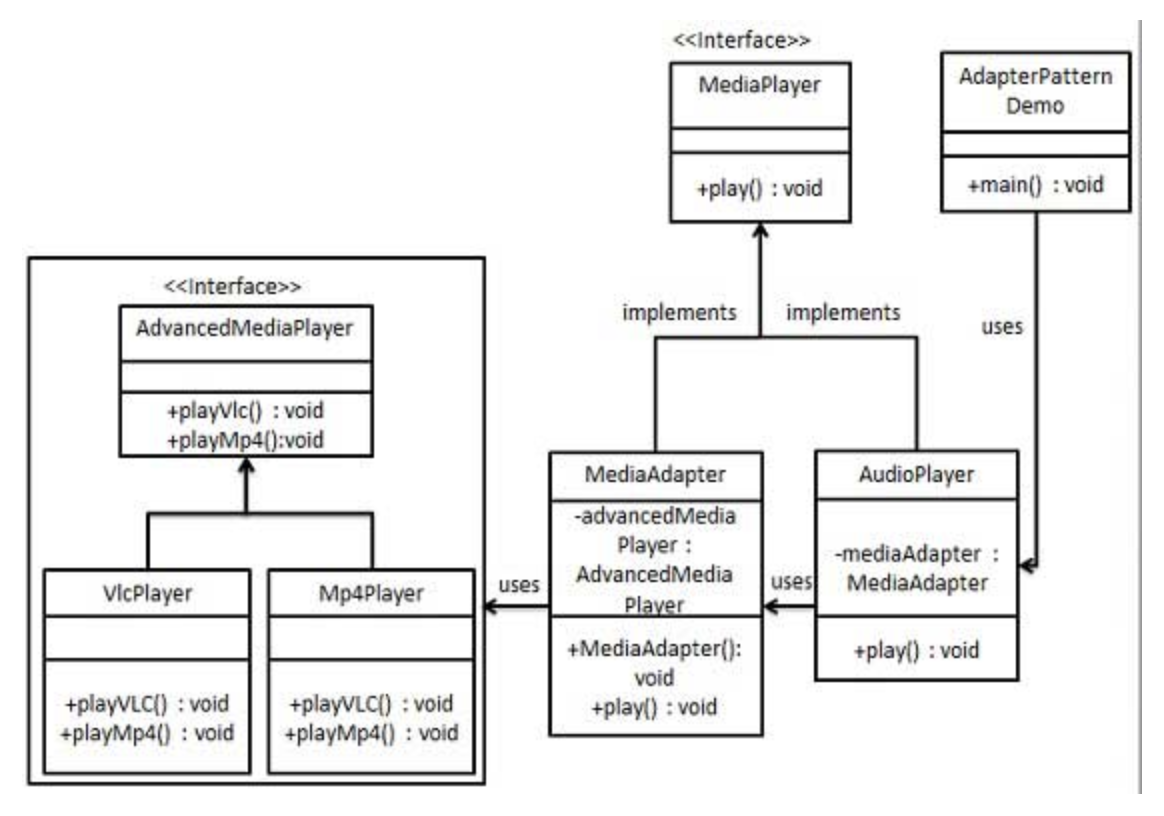 <<Interface>>
MediaPlayer
+play() : void
AdapterPattern
Demo
+main() : void
implements
implements
uses
<<Interface>>
AdvancedMediaPlayer
+playVlc() : void
+playMp4():void
VlcPlayer
+playVLC() : void
+playMp4() : void
Mp4Player
+playVLC() : void
+playMp4() : void
uses
MediaAdapter
-advancedMedia
Player :
AdvancedMedia
Player
+MediaAdapter():
void
+play() : void
uses
AudioPlayer
-mediaAdapter :
MediaAdapter
+play() : void